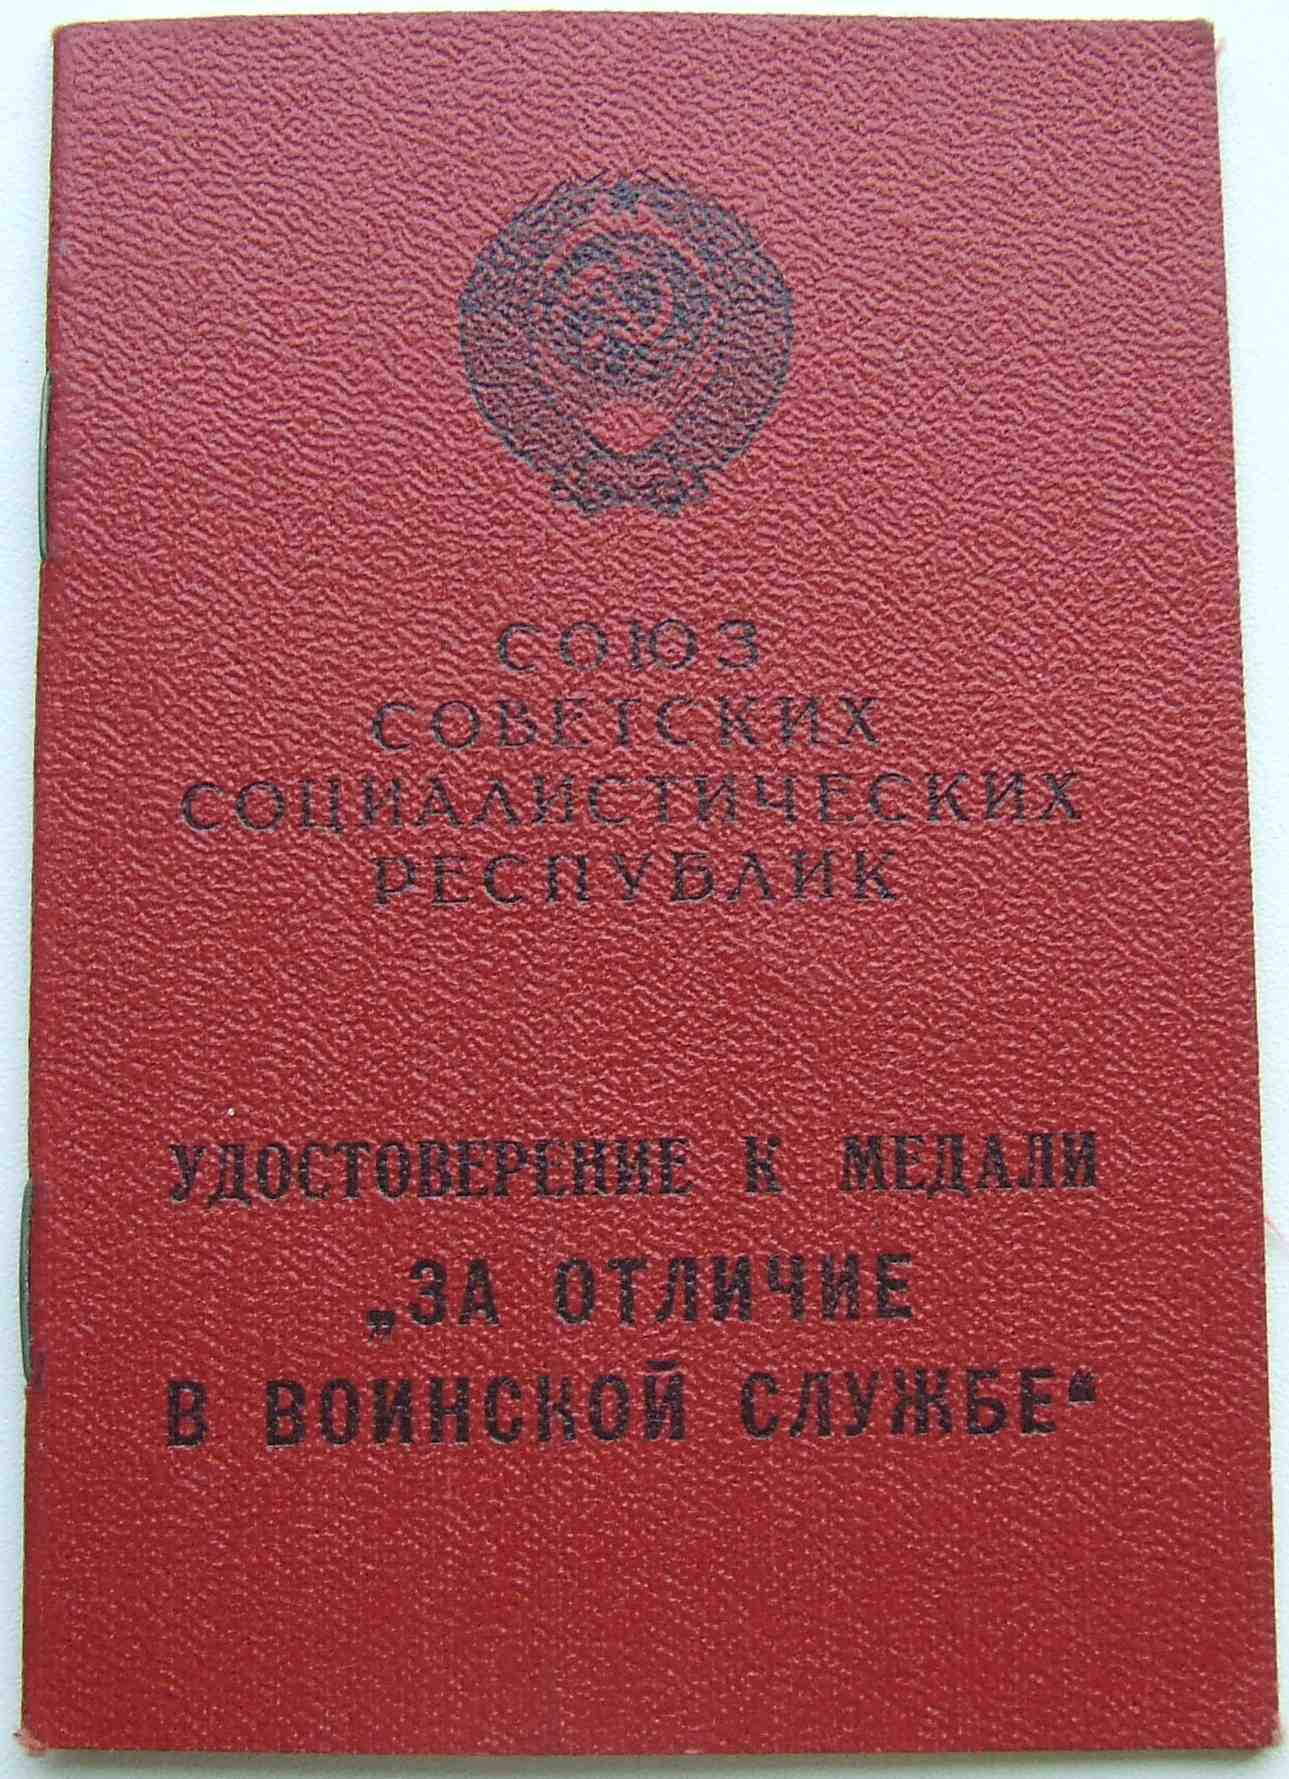 СОЮЗ
СОВЕТСКИХ
СОЦИАЛИСТИЧЕСКИХ
РЕСПУБЛИК
УДОСТОВЕРЕНИЕ К МЕДАЛИ
„ЗА ОТЛИЧИЕ
В ВОИНСКОЙ СЛУЖБЕ“